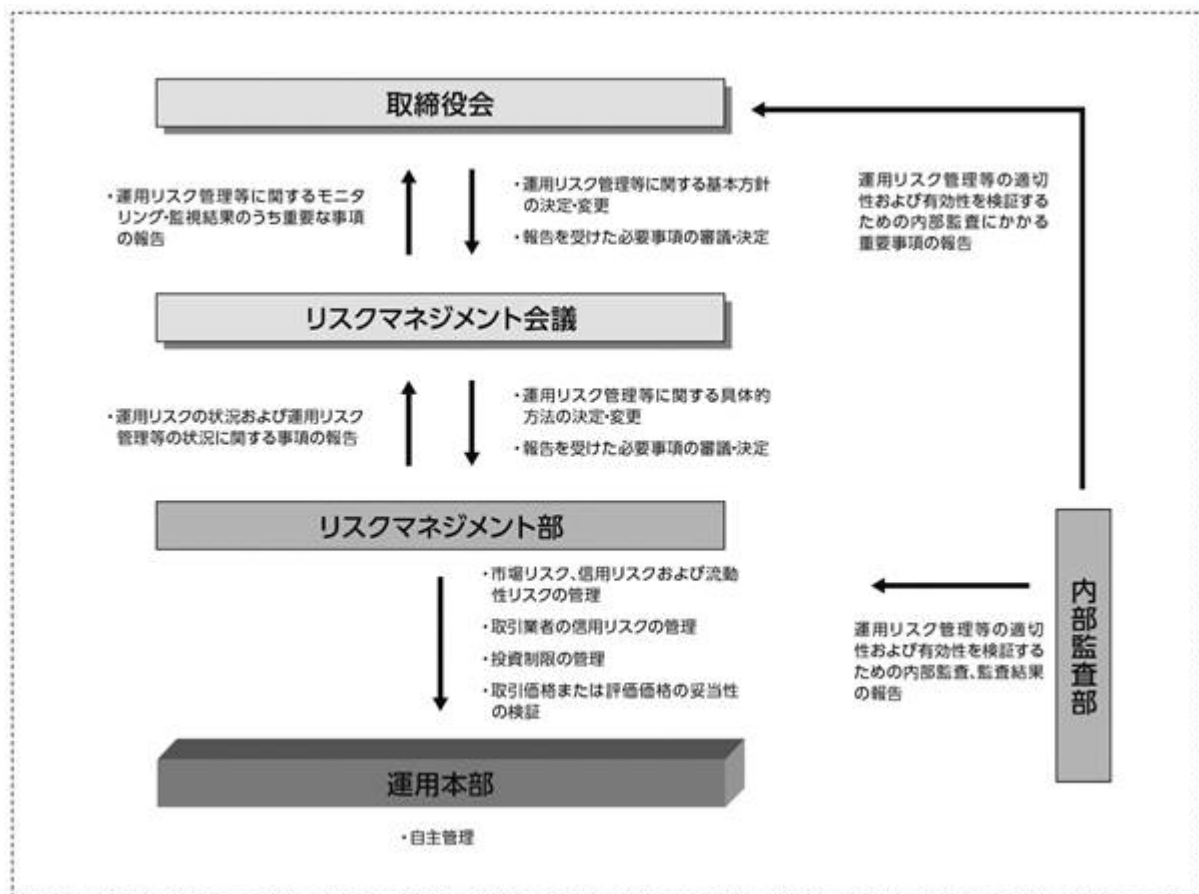 取締役会
・運用リスク管理等に関するモニタ
リング・監視結果のうち重要な事項
の報告
・運用リスク管理等に関する基本方針
の決定・変更
・報告を受けた必要事項の審議・決定
運用リスク管理等の適切
性および有効性を検証する
ための内部監査にかかる
重要事項の報告
リスクマネジメント会議
・運用リスクの状況および運用リスク
管理等の状況に関する事項の報告
・運用リスク管理等に関する具体的
方法の決定・変更
・報告を受けた必要事項の審議・決定
リスクマネジメント部
・市場リスク、信用リスクおよび流動
性リスクの管理
・取引業者の信用リスクの管理
・投資制限の管理
・取引価格または評価価格の妥当性
の検証
運用リスク管理等の適切
性および有効性を検証する
ための内部監査、監査結果
の報告
内部監査部
運用本部
・自主管理